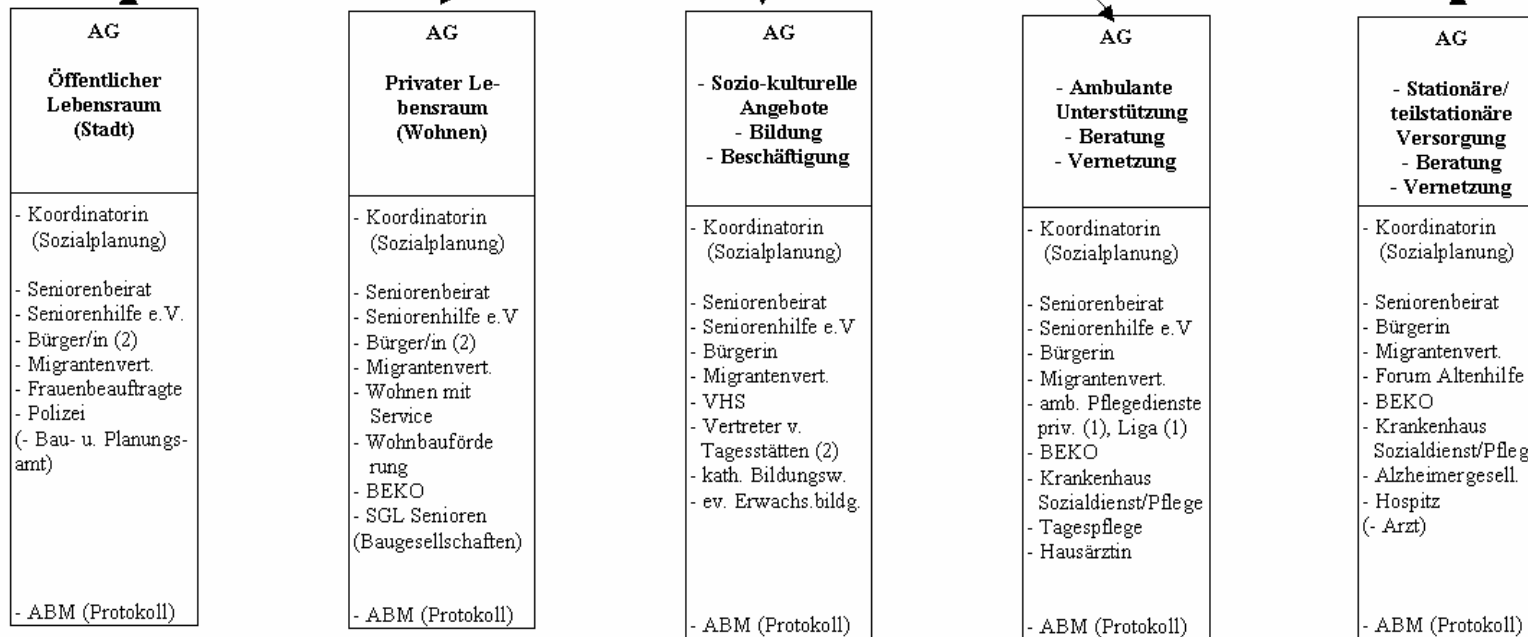 AG
Öffentlicher
Lebensraum
(Stadt)
- Koordinatorin
(Sozialplanung)
- Seniorenbeirat
- Seniorenhilfe e.V.
- Bürger/in (2)
- Migrantenvert.
- Frauenbeauftragte
- Polizei
(- Bau- u. Planungs-
amt)
- ABM (Protokoll)
AG
Privater Le-
bensraum
(Wohnen)
- Koordinatorin
(Sozialplanung)
- Seniorenbeirat
- Seniorenhilfe e.V
- Bürger/in (2)
- Migrantenvert.
- Wohnen mit
Service
- Wohnbauförde
rung
- BEKO
- SGL Senioren
(Baugesellschaften)
- ABM (Protokoll)
AG
- Sozio-kulturelle
Angebote
- Bildung
- Beschäftigung
- Koordinatorin
(Sozialplanung)
- Seniorenbeirat
- Seniorenhilfe e.V
- Bürgerin
- Migrantenvert.
- VHS
- Vertreter v.
Tagesstätten (2)
- kath. Bildungsw.
- ev. Erwachs.bildg.
- ABM (Protokoll)
AG
- Ambulante
Unterstützung
- Beratung
- Vernetzung
- Koordinatorin
(Sozialplanung)
- Seniorenbeirat
- Seniorenhilfe e.V
- Bürgerin
- Migrantenvert.
- amb. Pflegedienste
priv. (1), Liga (1)
- BEKO
- Krankenhaus
Sozialdienst/Pflege
- Tagespflege
- Hausärztin
- ABM (Protokoll)
AG
- Stationäre/
teilstationäre
Versorgung
- Beratung
- Vernetzung
- Koordinatorin
(Sozialplanung)
- Seniorenbeirat
- Bürgerin
- Migrantenvert.
- Forum Altenhilfe
- BEKO
- Krankenhaus
Sozialdienst/Pfleg
- Alzheimergesell.
- Hospitz
(- Arzt)
- ABM (Protokoll)